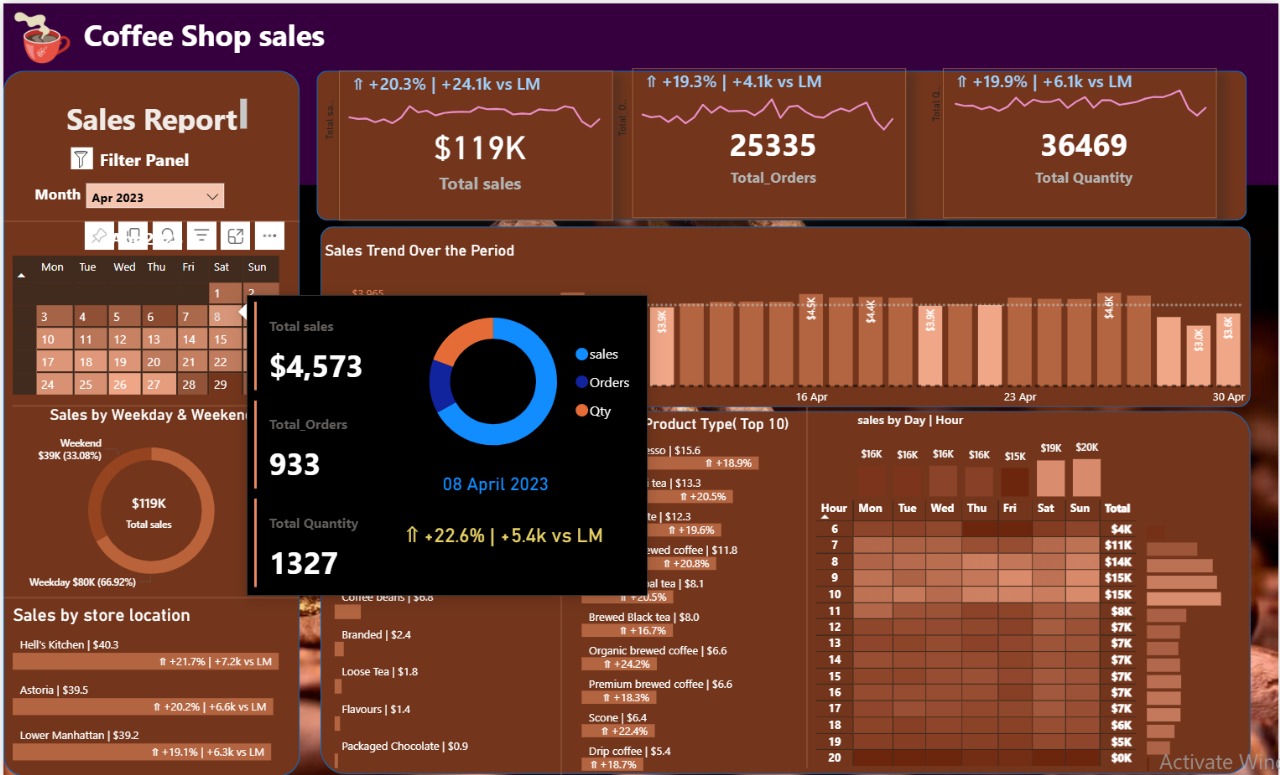 Coffee Shop sales
Sales Report
Filter Panel
Month
Apr 2023
Mon Tue Wed Thu Fri Sat Sun
1 2
3 4 5 6 7 8
10 11 12 13 14 15
17 18 19 20 21 22
24 25 26 27 28 29
Sales by Weekday &
Weekend
$39K (33.08%)
$119K
Total sales
Weekday $80K (66.92%)
Sales by store location
Hell's Kitchen | $40.3
⇑ +21.7% | +7.2k vs LM
Astoria | $39.5
⇑ +20.2% | +6.6k vs LM
Lower Manhattan | $39.2
⇑ +19.1% | +6.3k vs LM
⇑ +20.3% | +24.1k vs LM
Total sa...
$119K
Total sales
⇑ +19.3% | +4.1k vs LM
Total_O...
25335
Total_Orders
⇑ +19.9% | +6.1k vs LM
Total Q...
36469
Total Quantity
Sales Trend Over the Period
$3,965
$3.9K
$4.5K
$4.4K
$3.9K
$4.6K
$3.0K
$3.6K
16 Apr 23 Apr 30 Apr
Total sales
$4,573
Total_Orders
933
Total Quantity
1327
sales
Orders
Qty
08 April 2023
⇑ +22.6% | +5.4k vs LM
Coffee beans | $6.8
Branded | $2.4
Loose Tea | $1.8
Flavours | $1.4
Packaged Chocolate | $0.9
Product Type( Top 10)
esso | $15.6
⇑ +18.9%
i tea | $13.3
⇑ +20.5%
te | $12.3
⇑ +19.6%
ewed coffee | $11.8
⇑ +20.8%
bal tea | $8.1
⇑ +20.5%
Brewed Black tea | $8.0
⇑ +16.7%
Organic brewed coffee | $6.6
⇑ +24.2%
Premium brewed coffee | $6.6
⇑ +18.3%
Scone | $6.4
⇑ +22.4%
Drip coffee | $5.4
⇑ +18.7%
sales by Day | Hour
$16K $16K $16K $16K $15K $19K $20K
Hour Mon Tue Wed Thu Fri Sat Sun Total
6 $4K
7 $11K
8 $14K
9 $15K
10 $15K
11 $8K
12 $7K
13 $7K
14 $7K
15 $7K
16 $7K
17 $7K
18 $6K
19 $5K
20 $0K
Activate Win